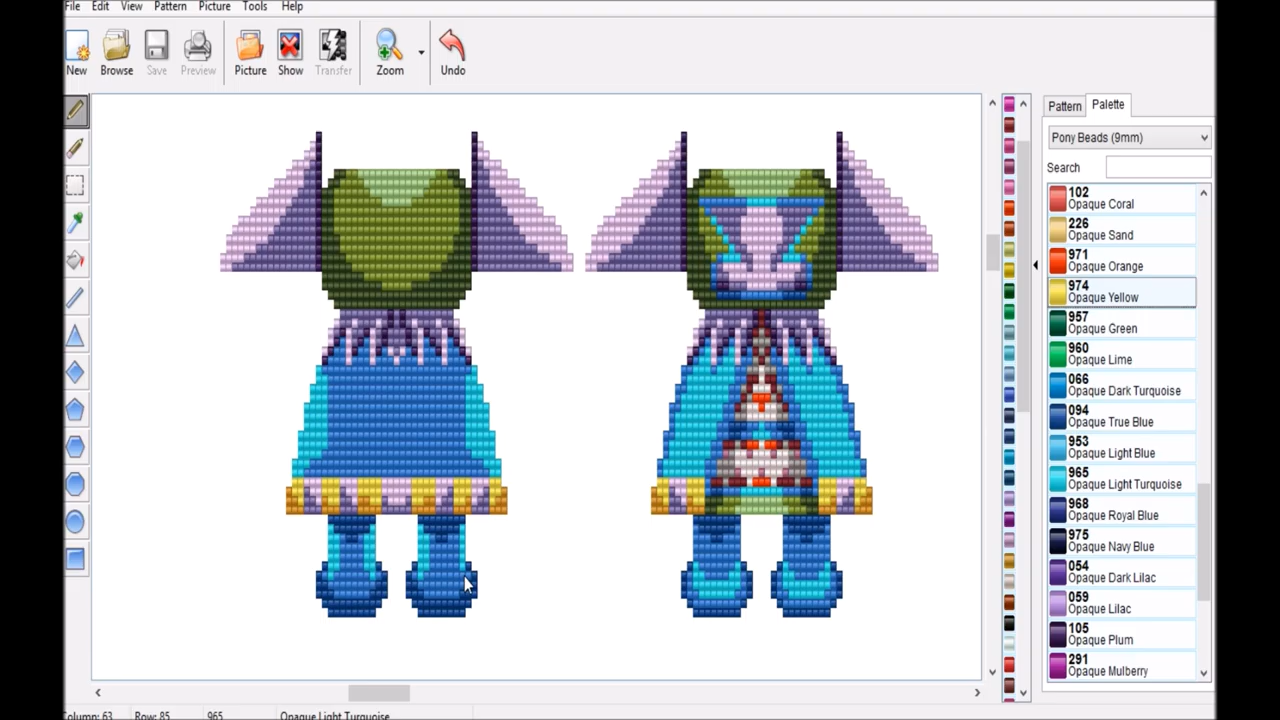 File Edit View Pattern Picture Tools Help
New Browse Save Preview Picture Show Transfer Zoom Undo
Pattern Palette
Pony Beads (9mm)
Search
102
Opaque Coral
226
Opaque Sand
971
Opaque Orange
974
Opaque Yellow
957
Opaque Green
960
Opaque Lime
066
Opaque Dark Turquoise
094
Opaque True Blue
953
Opaque Light Blue
965
Opaque Light Turquoise
968
Opaque Royal Blue
975
Opaque Navy Blue
054
Opaque Dark Lilac
059
Opaque Lilac
105
Opaque Plum
291
Opaque Mulberry
Column: 63 Row: 85 965 Opaque Light Turquoise